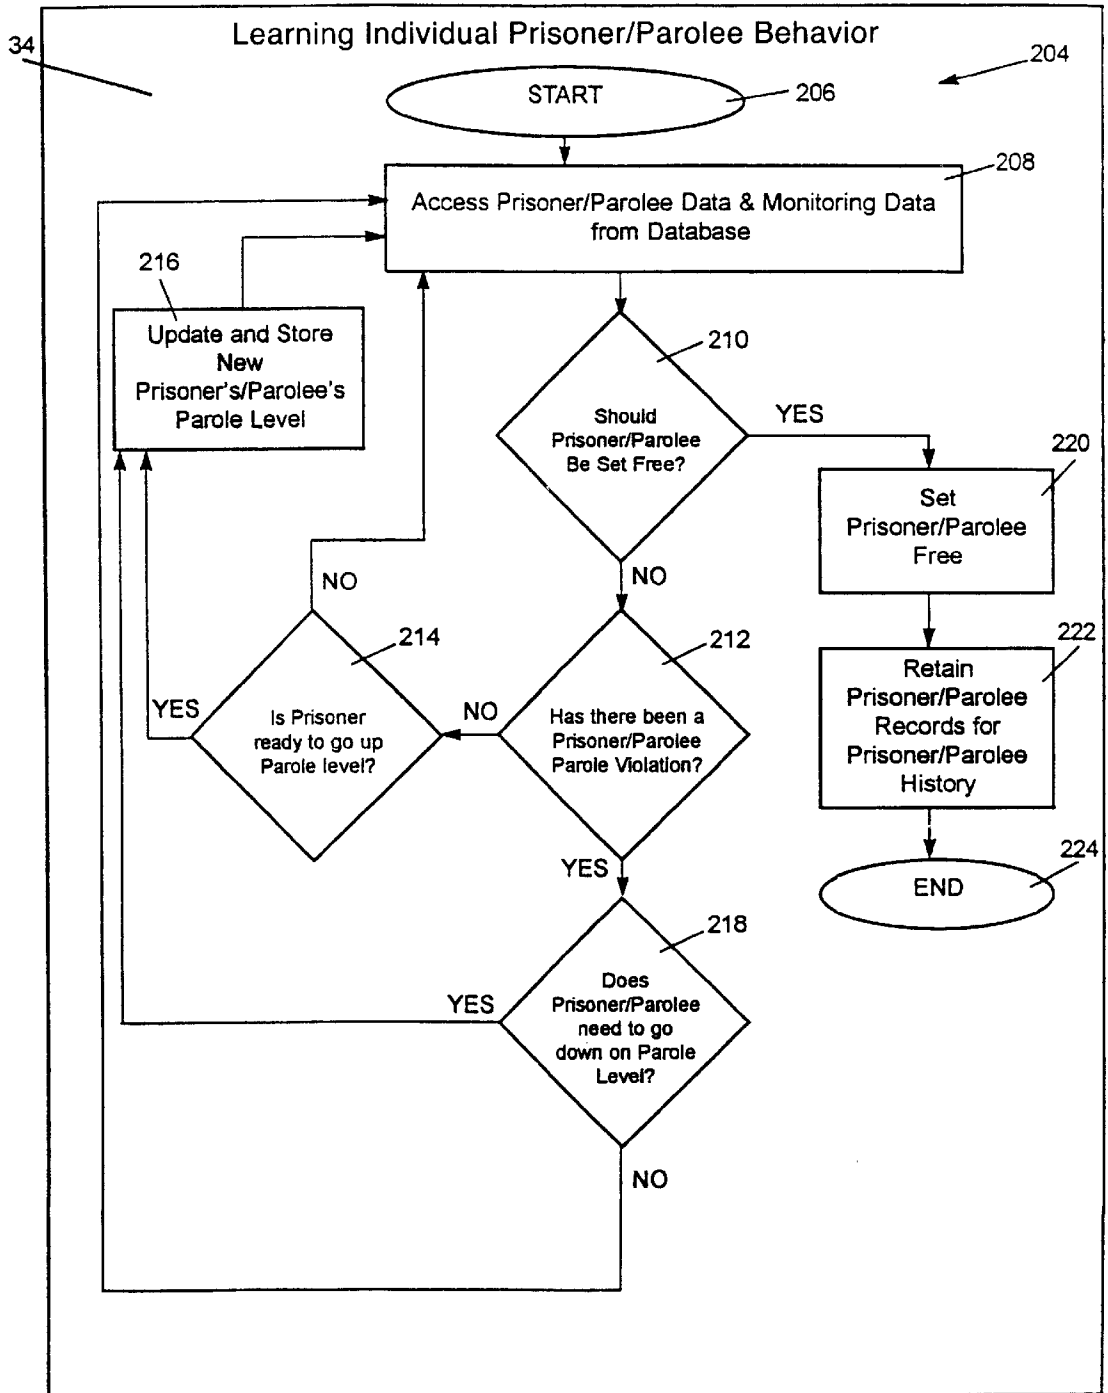 Learning Individual Prisoner/Parolee Behavior
34
204
START
206
208
Access Prisoner/Parolee Data & Monitoring Data
from Database
216
Update and Store
New
Prisoner's/Parolee's
Parole Level
210
Should
Prisoner/Parolee
Be Set Free?
YES
220
Set
Prisoner/Parolee
Free
NO
NO
214
Is Prisoner
ready to go up
Parole level?
YES
NO
212
Has there been a
Prisoner/Parolee
Parole Violation?
222
Retain
Prisoner/Parolee
Records for
Prisoner/Parolee
History
YES
224
END
218
Does
Prisoner/Parolee
need to go
down on Parole
Level?
YES
NO